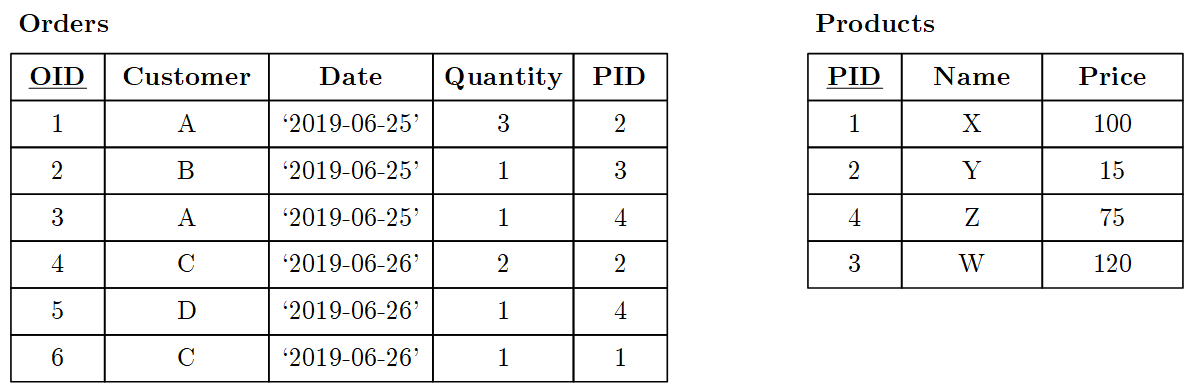 Orders
OID Customer Date Quantity PID
1 A ‘2019-06-25’ 3 2
2 B ‘2019-06-25’ 1 3
3 A ‘2019-06-25’ 1 4
4 C ‘2019-06-26’ 2 2
5 D ‘2019-06-26’ 1 4
6 C ‘2019-06-26’ 1 1
Products
PID Name Price
1 X 100
2 Y 15
4 Z 75
3 W 120